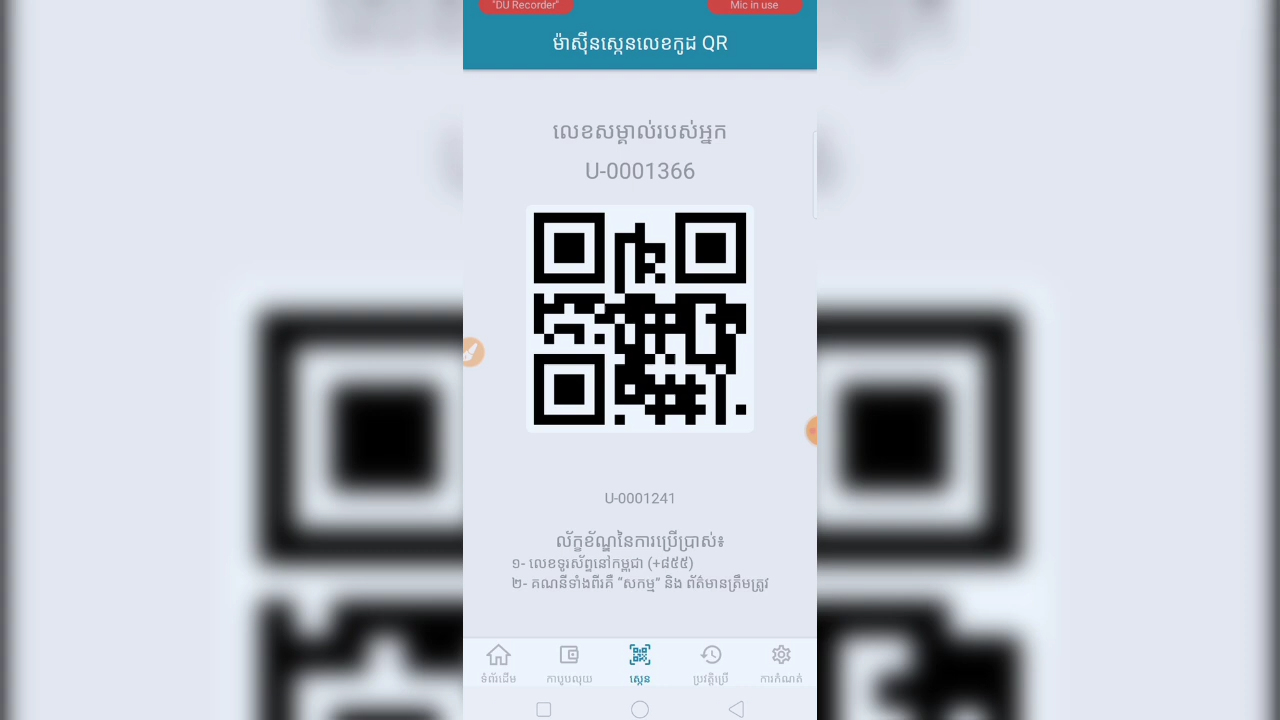 "DU Recorder"
Mic in use
ម៉ាស៊ីនស្កេនលេខកូដ QR
លេខសម្គាល់របស់អ្នក
U-0001366
U-0001241
ល័ក្ខខ័ណ្ឌនៃការប្រើប្រាស់៖
១- លេខទូរស័ព្ទនៅកម្ពុជា (+៨៥៥)
២- គណនីទាំងពីរគឺ “សកម្ម” និង ព័ត៌មានត្រឹមត្រូវ
ទំព័រដើម
កាបូបលុយ
ស្កេន
ប្រវត្តិប្រើ
ការកំណត់